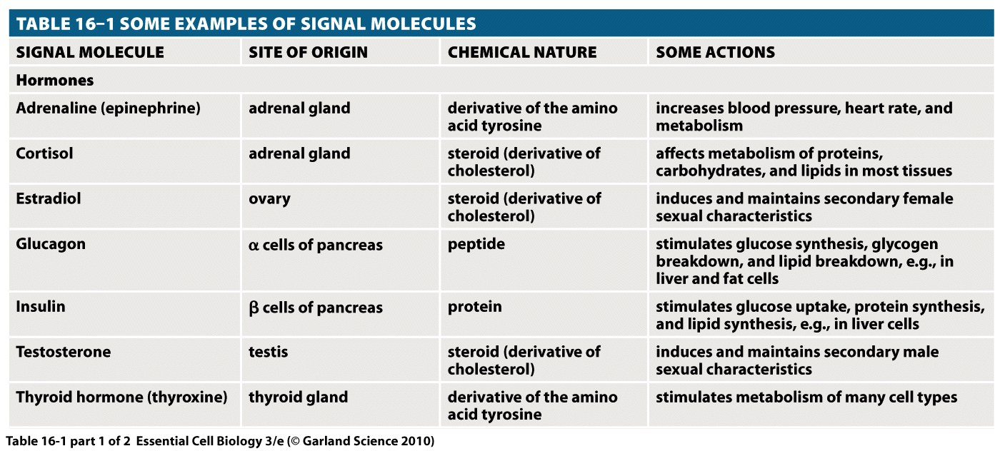 TABLE 16–1 SOME EXAMPLES OF SIGNAL MOLECULES
SIGNAL MOLECULE SITE OF ORIGIN CHEMICAL NATURE SOME ACTIONS
Hormones
Adrenaline (epinephrine) adrenal gland derivative of the amino increases blood pressure, heart rate, and
acid tyrosine metabolism
Cortisol adrenal gland steroid (derivative of affects metabolism of proteins,
cholesterol) carbohydrates, and lipids in most tissues
Estradiol ovary steroid (derivative of induces and maintains secondary female
cholesterol) sexual characteristics
Glucagon α cells of pancreas peptide stimulates glucose synthesis, glycogen
breakdown, and lipid breakdown, e.g., in
liver and fat cells
Insulin β cells of pancreas protein stimulates glucose uptake, protein synthesis,
and lipid synthesis, e.g., in liver cells
Testosterone testis steroid (derivative of induces and maintains secondary male
cholesterol) sexual characteristics
Thyroid hormone (thyroxine) thyroid gland derivative of the amino stimulates metabolism of many cell types
acid tyrosine
Table 16-1 part 1 of 2 Essential Cell Biology 3/e (© Garland Science 2010)